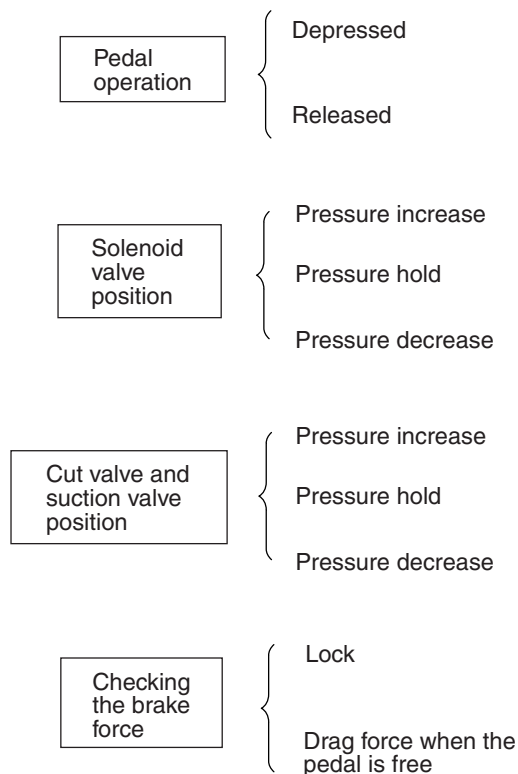 Pedal
operation
Depressed
Released
Solenoid
valve
position
Pressure increase
Pressure hold
Pressure decrease
Cut valve and
suction valve
position
Pressure increase
Pressure hold
Pressure decrease
Checking
the brake
force
Lock
Drag force when the
pedal is free